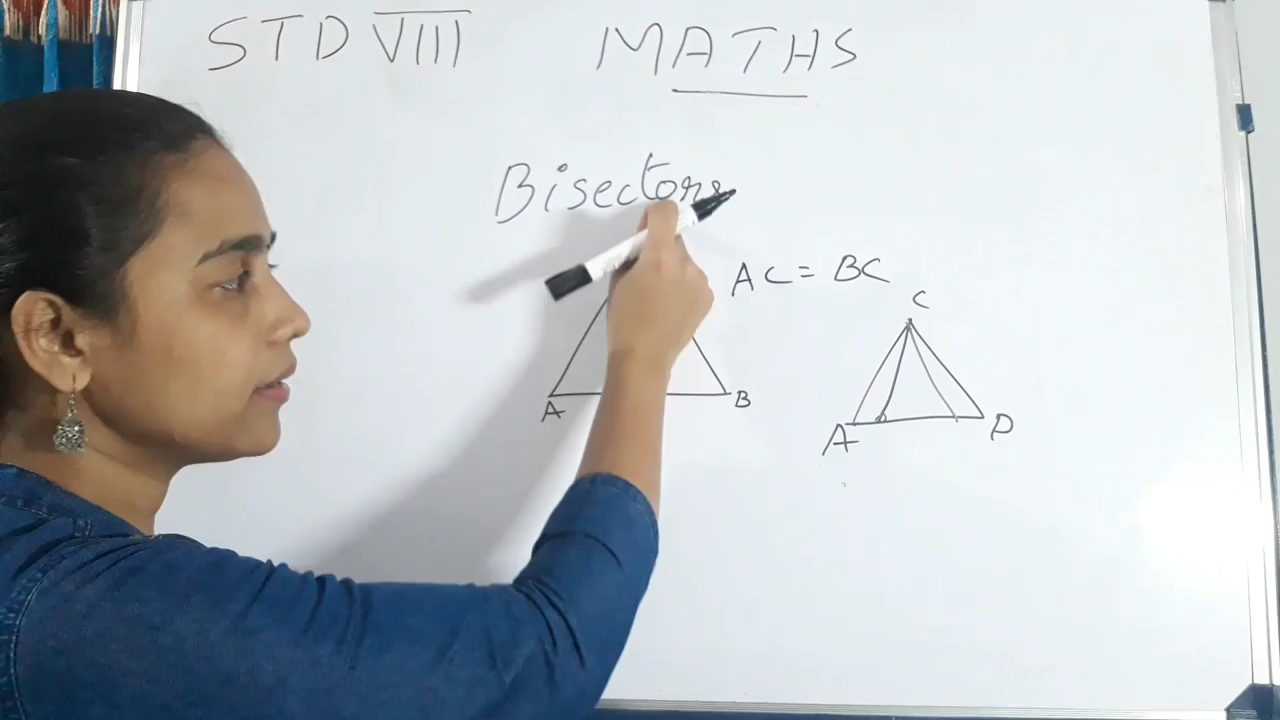 STD VIII MATHS
Bisectors
AC = BC
C
A B
A D